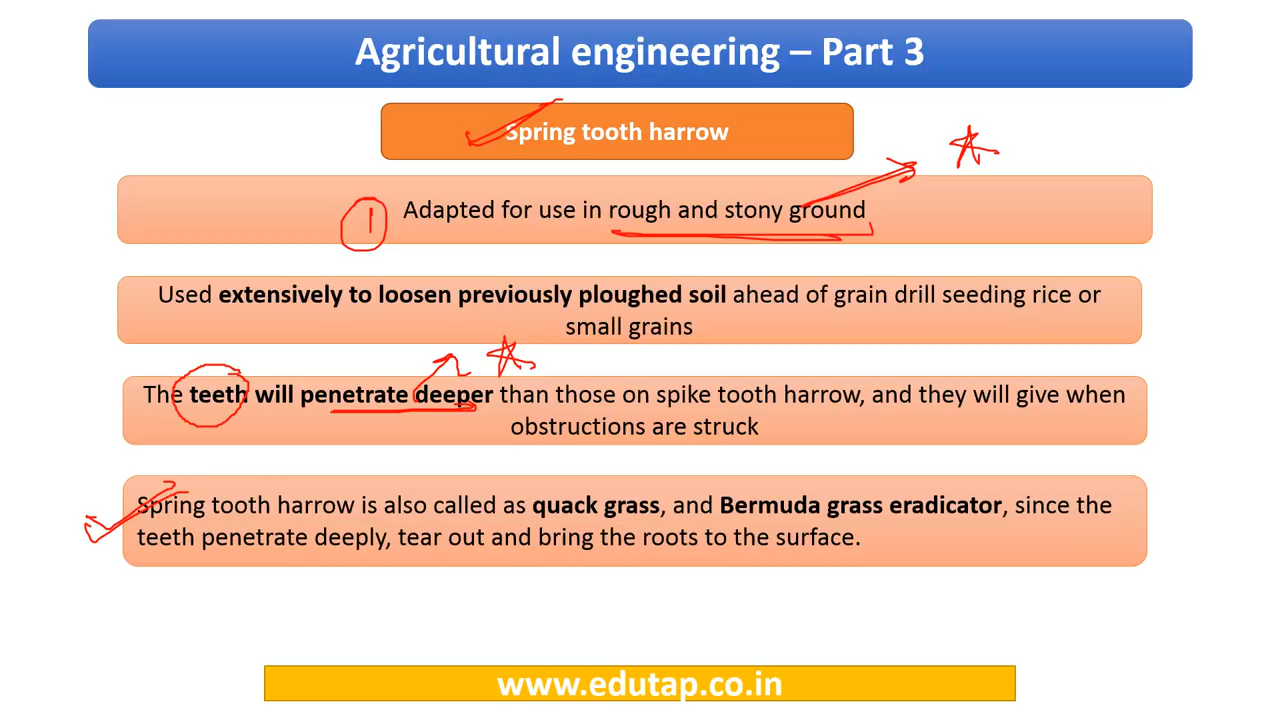 Agricultural engineering – Part 3
Spring tooth harrow
1
Adapted for use in rough and stony ground
Used extensively to loosen previously ploughed soil ahead of grain drill seeding rice or
small grains
The teeth will penetrate deeper than those on spike tooth harrow, and they will give when
obstructions are struck
Spring tooth harrow is also called as quack grass, and Bermuda grass eradicator, since the
teeth penetrate deeply, tear out and bring the roots to the surface.
www.edutap.co.in